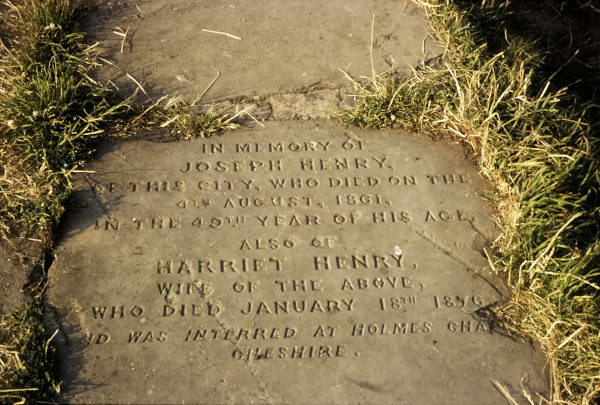 IN MEMORY OF
JOSEPH HENRY,
OF THIS CITY, WHO DIED ON THE
4TH AUGUST, 1861,
IN THE 49TH YEAR OF HIS AGE.
ALSO OF
HARRIET HENRY,
WIFE OF THE ABOVE,
WHO DIED JANUARY 18TH 1876
AND WAS INTERRED AT HOLMES
CHESHIRE.